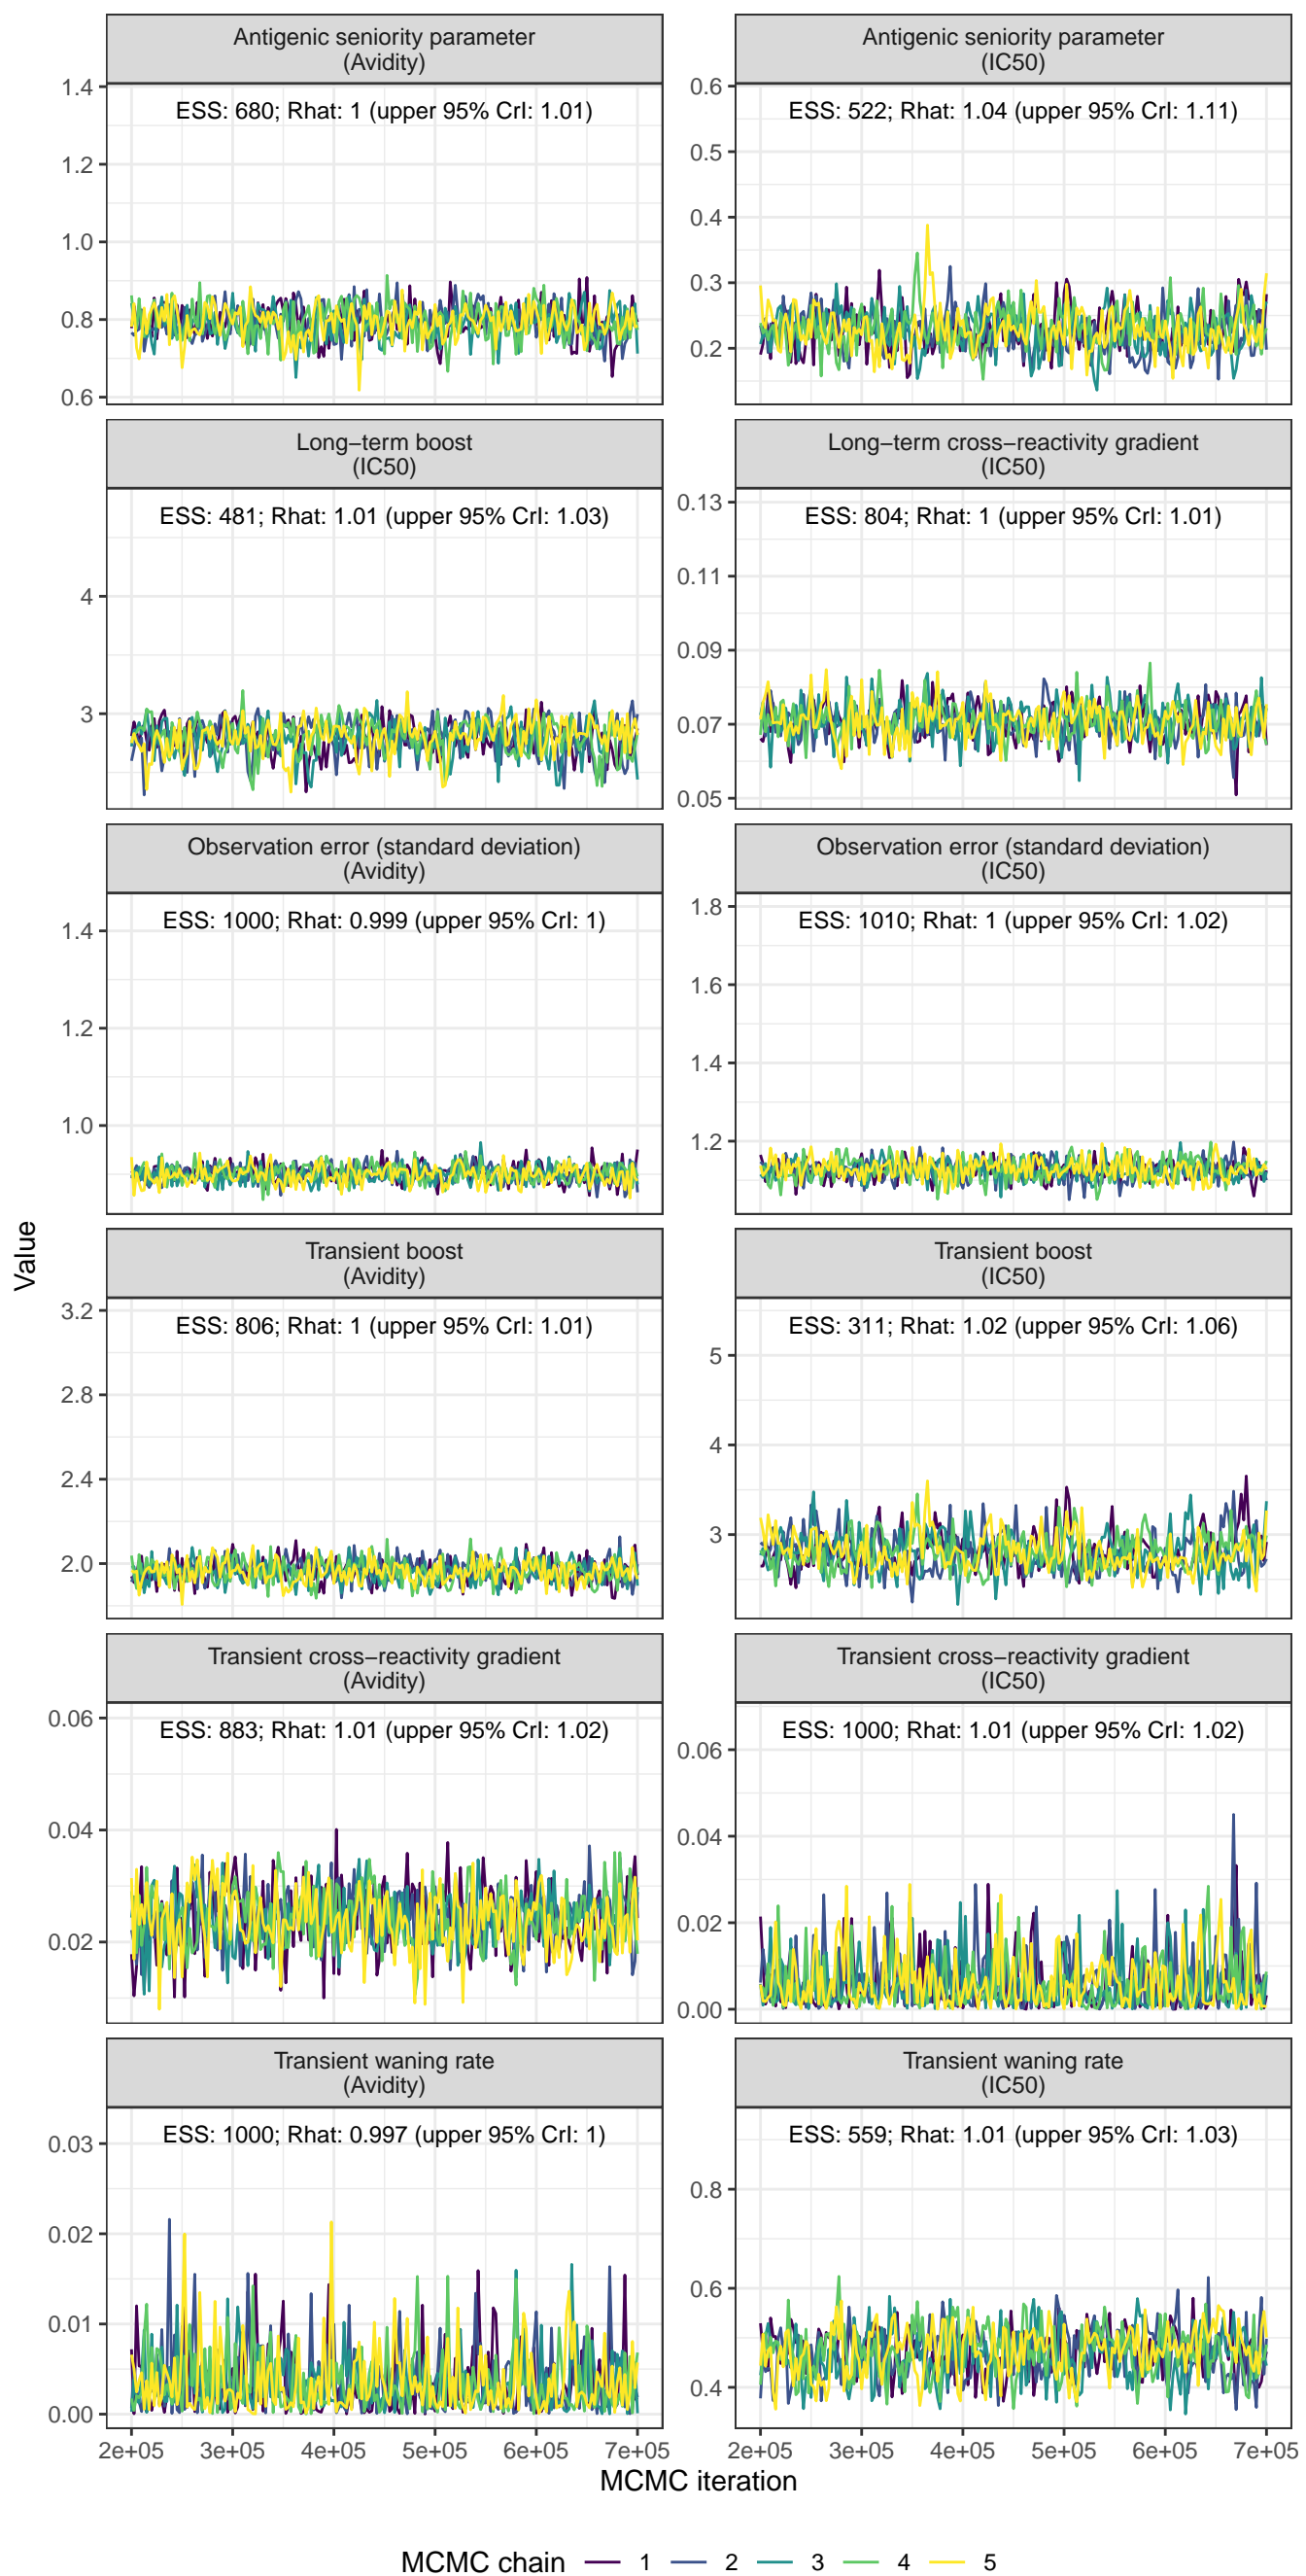 Antigenic seniority parameter
(Avidity)
Antigenic seniority parameter
(IC50)
1.4
1.2
1.0
0.8
0.6
ESS: 680; Rhat: 1 (upper 95% CrI: 1.01)
0.6
0.5
0.4
0.3
0.2
ESS: 522; Rhat: 1.04 (upper 95% CrI: 1.11)
Long−term boost
(IC50)
Long−term cross−reactivity gradient
(IC50)
4
3
ESS: 481; Rhat: 1.01 (upper 95% CrI: 1.03)
0.13
0.11
0.09
0.07
0.05
ESS: 804; Rhat: 1 (upper 95% CrI: 1.01)
Observation error (standard deviation)
(Avidity)
Observation error (standard deviation)
(IC50)
1.4
1.2
1.0
ESS: 1000; Rhat: 0.999 (upper 95% CrI: 1)
1.8
1.6
1.4
1.2
ESS: 1010; Rhat: 1 (upper 95% CrI: 1.02)
Value
Transient boost
(Avidity)
Transient boost
(IC50)
3.2
2.8
2.4
2.0
ESS: 806; Rhat: 1 (upper 95% CrI: 1.01)
5
4
3
ESS: 311; Rhat: 1.02 (upper 95% CrI: 1.06)
Transient cross−reactivity gradient
(Avidity)
Transient cross−reactivity gradient
(IC50)
0.06
0.04
0.02
ESS: 883; Rhat: 1.01 (upper 95% CrI: 1.02)
0.06
0.04
0.02
0.00
ESS: 1000; Rhat: 1.01 (upper 95% CrI: 1.02)
Transient waning rate
(Avidity)
Transient waning rate
(IC50)
0.03
0.02
0.01
0.00
ESS: 1000; Rhat: 0.997 (upper 95% CrI: 1)
0.8
0.6
0.4
ESS: 559; Rhat: 1.01 (upper 95% CrI: 1.03)
2e+05 3e+05 4e+05 5e+05 6e+05 7e+05
2e+05 3e+05 4e+05 5e+05 6e+05 7e+05
MCMC iteration
MCMC chain 1 2 3 4 5